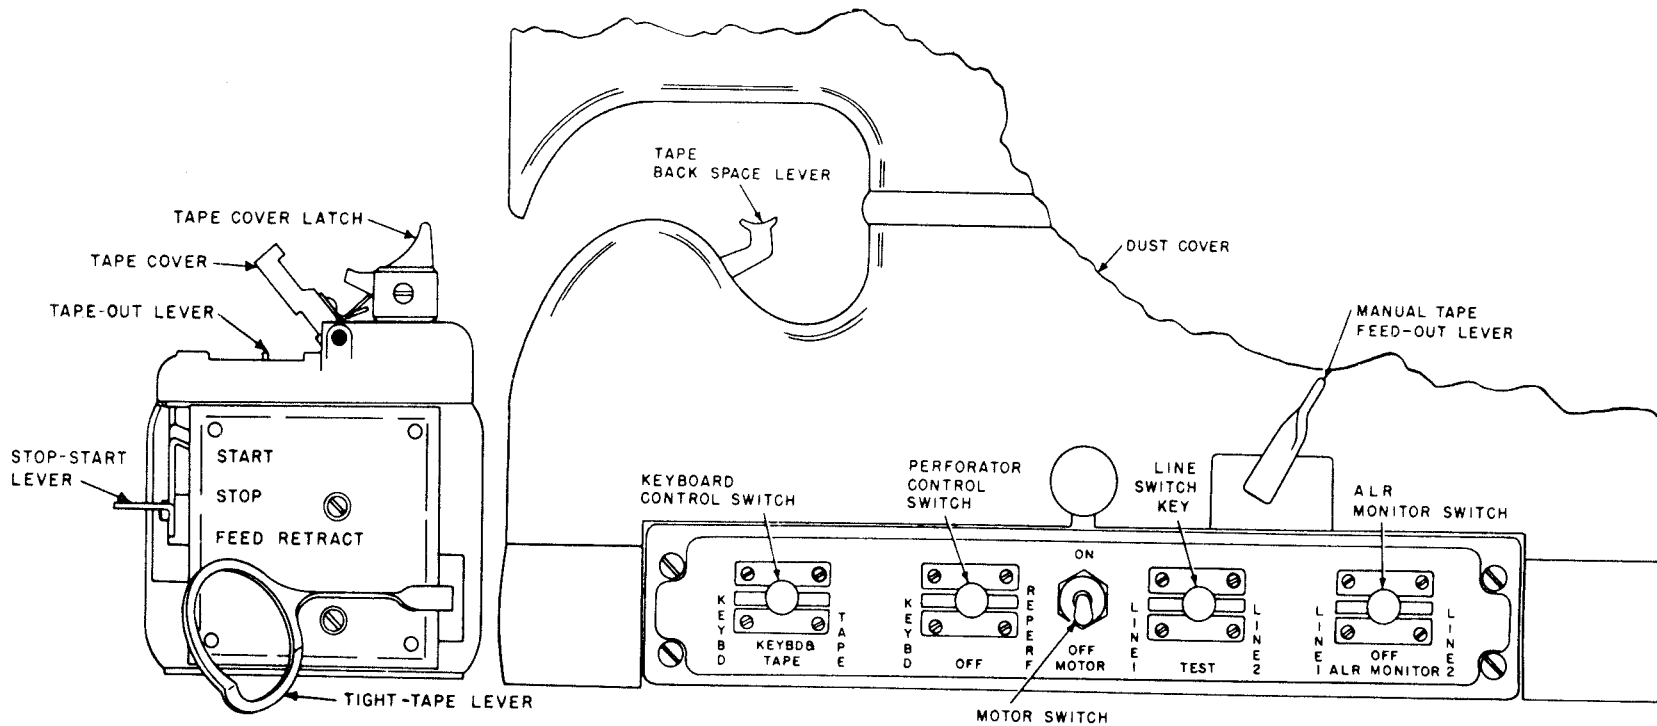 TAPE
BACK SPACE LEVER
TAPE COVER LATCH
TAPE COVER
TAPE-OUT LEVER
DUST COVER
MANUAL TAPE
FEED-OUT LEVER
STOP-START
LEVER
START
STOP
FEED RETRACT
TIGHT-TAPE LEVER
KEYBOARD
CONTROL SWITCH
PERFORATOR
CONTROL
SWITCH
LINE
SWITCH
KEY
ALR
MONITOR SWITCH
KEYBD
KEYBD&
TAPE
TAPE
KEYBD
OFF
REPERF
ON
OFF
MOTOR
LINE 1
TEST
LINE 2
LINE 1
OFF
ALR MONITOR
LINE 2
MOTOR SWITCH